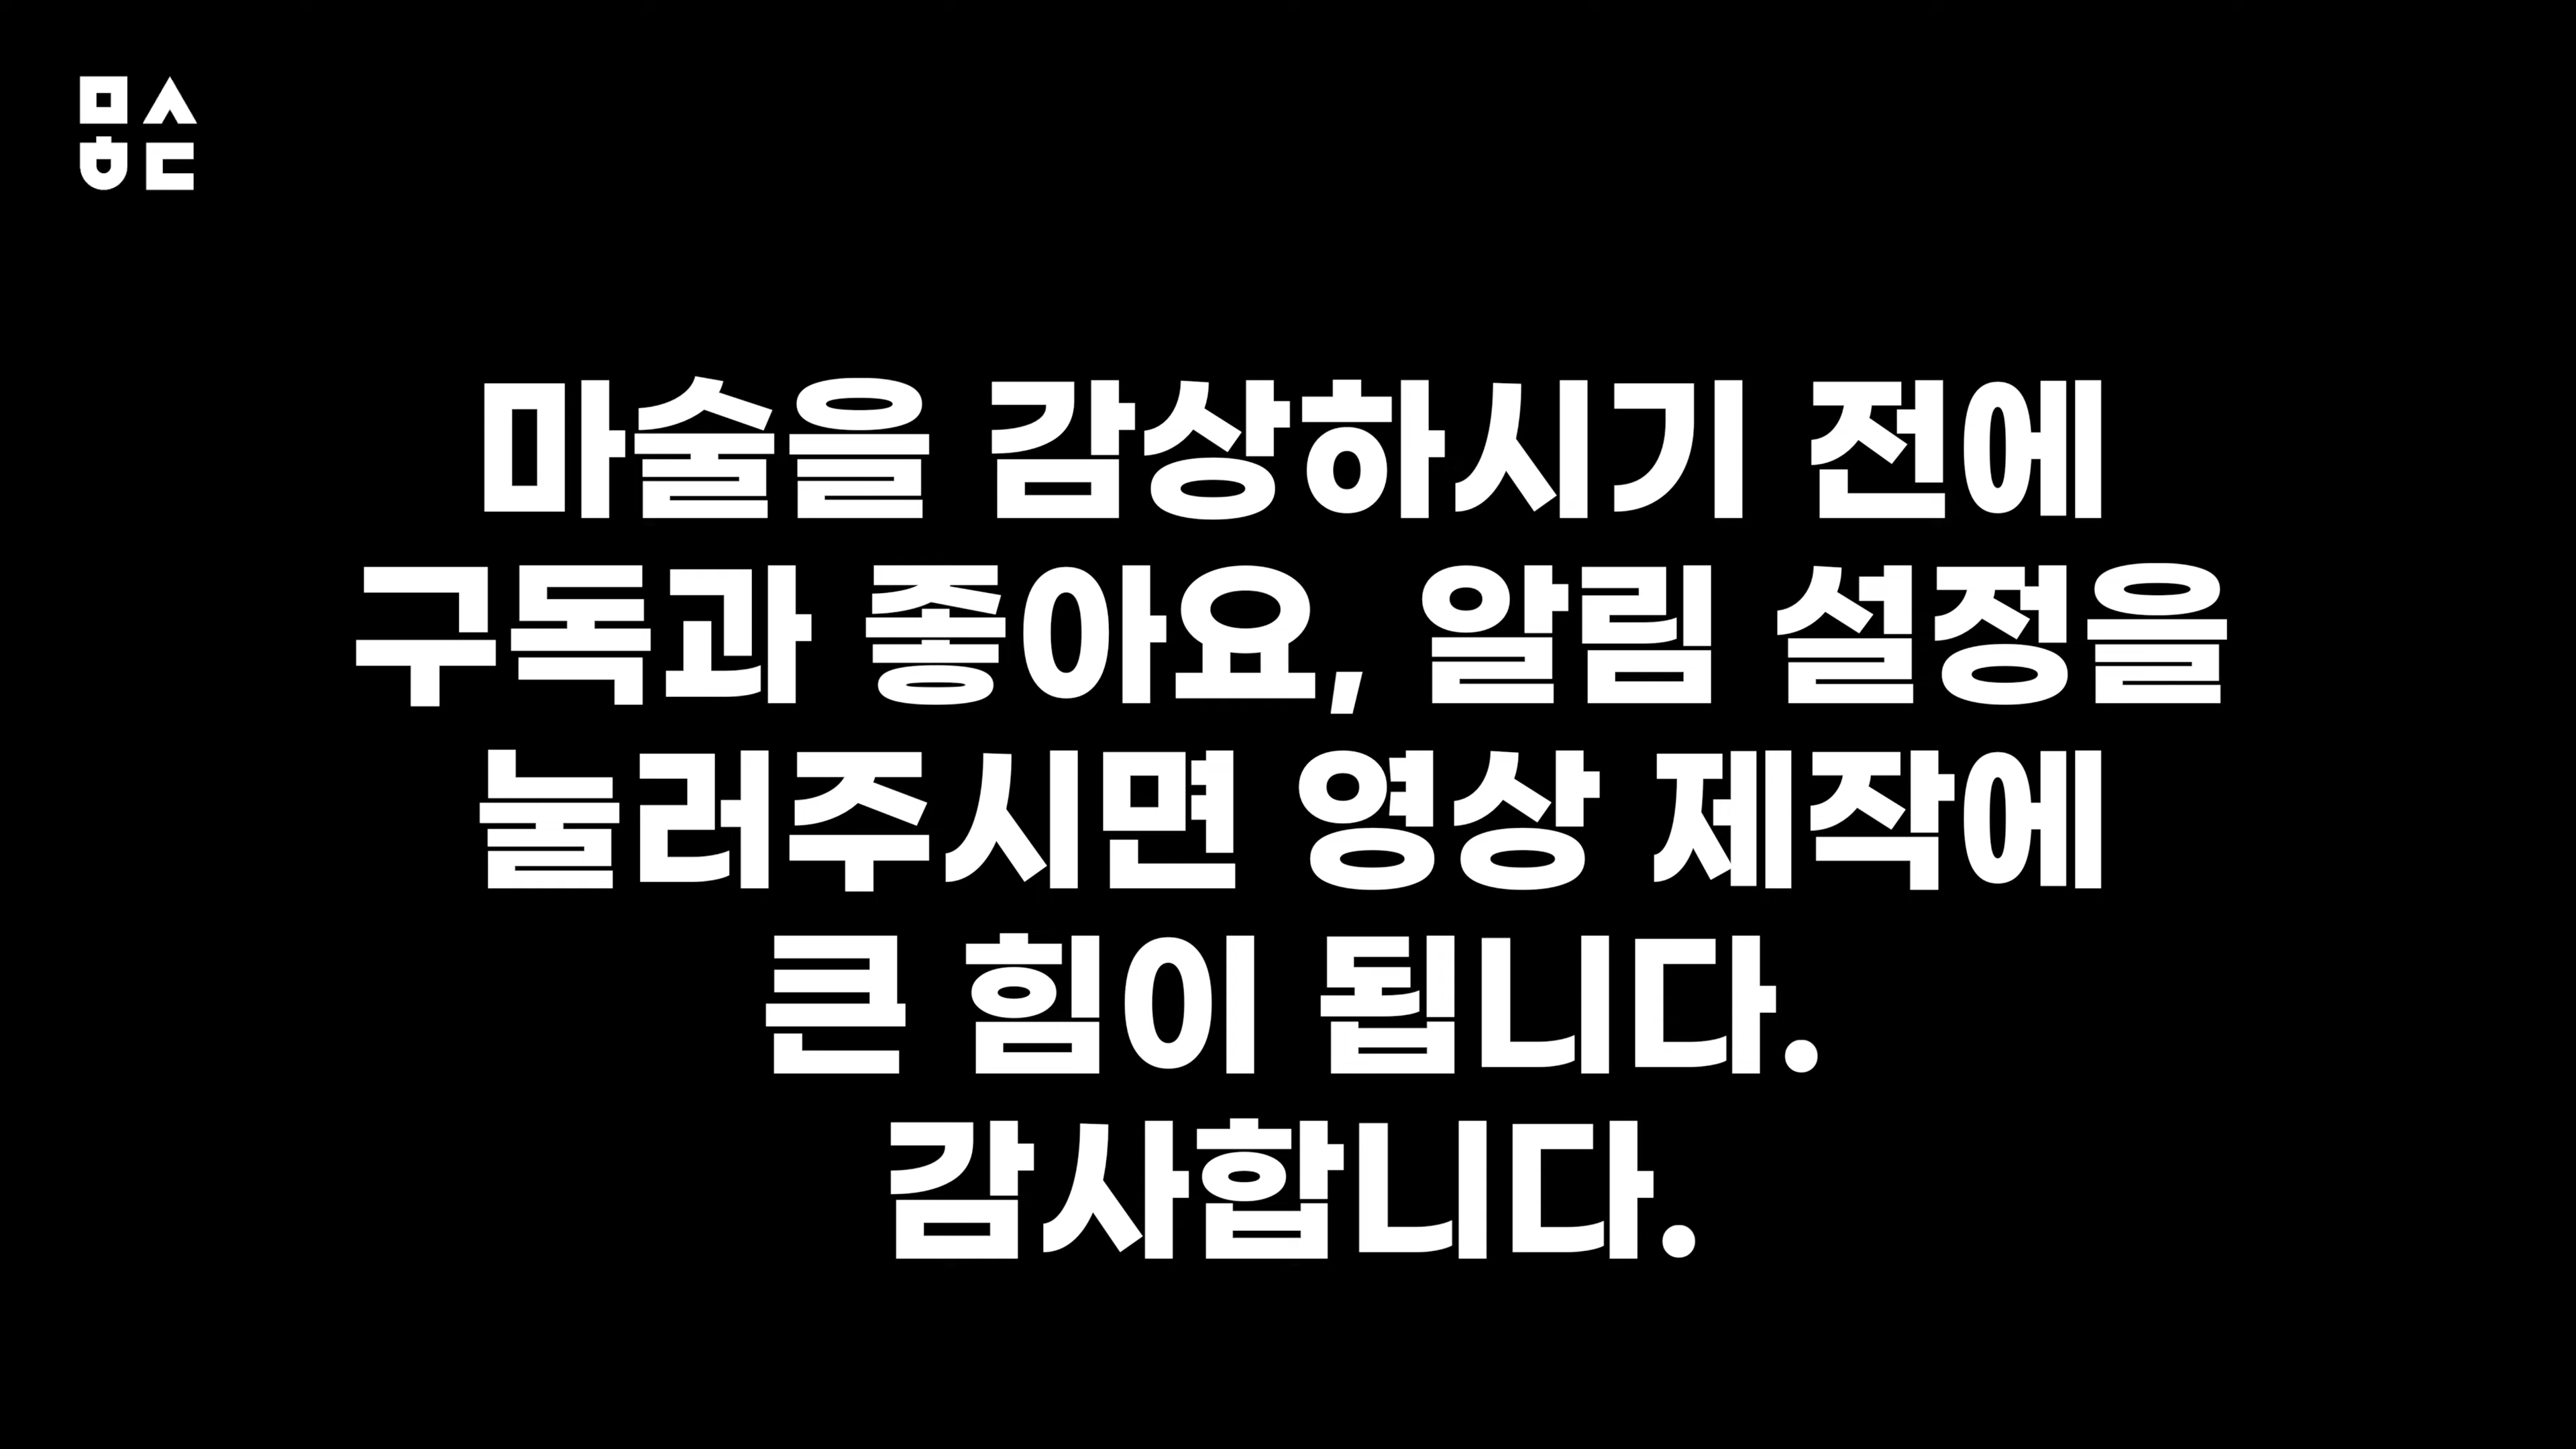 ㅁㅅ
ㅎㄷ
마술을 감상하시기 전에
구독과 좋아요, 알림 설정을
눌러주시면 영상 제작에
큰 힘이 됩니다.
감사합니다.